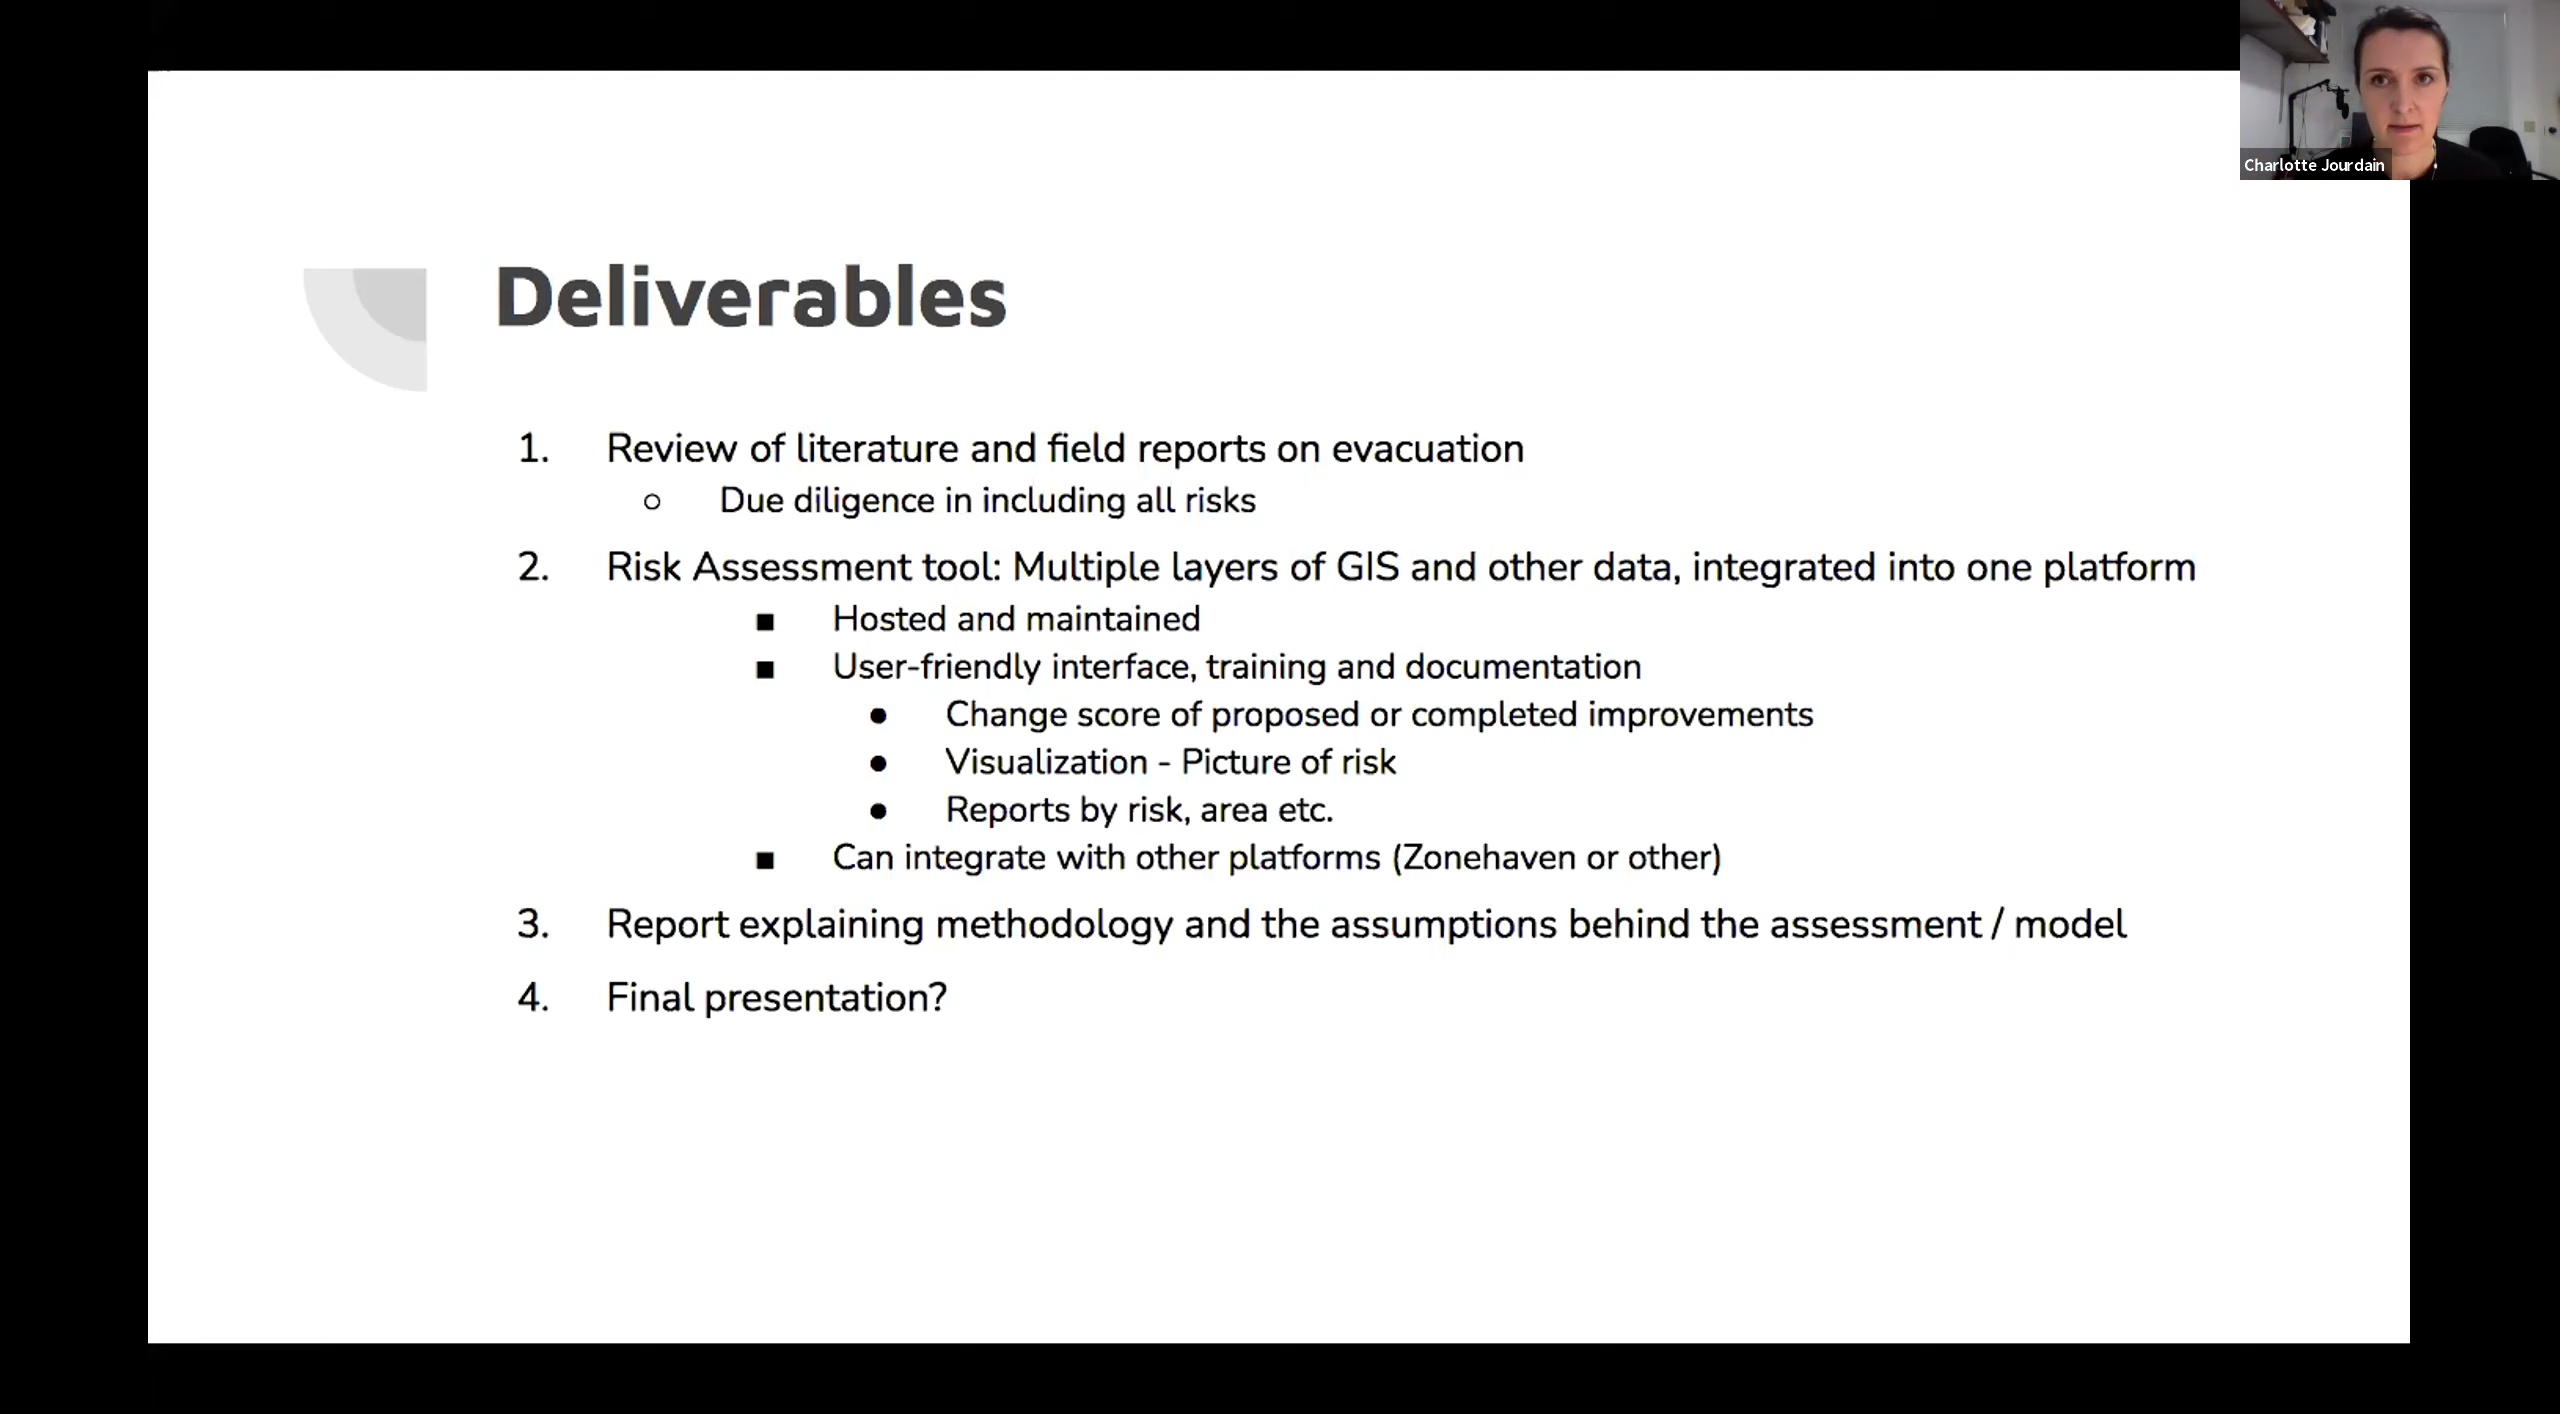 Charlotte Jourdain
Deliverables
1. Review of literature and field reports on evacuation
○ Due diligence in including all risks
2. Risk Assessment tool: Multiple layers of GIS and other data, integrated into one platform
■ Hosted and maintained
■ User-friendly interface, training and documentation
● Change score of proposed or completed improvements
● Visualization - Picture of risk
● Reports by risk, area etc.
■ Can integrate with other platforms (Zonehaven or other)
3. Report explaining methodology and the assumptions behind the assessment / model
4. Final presentation?